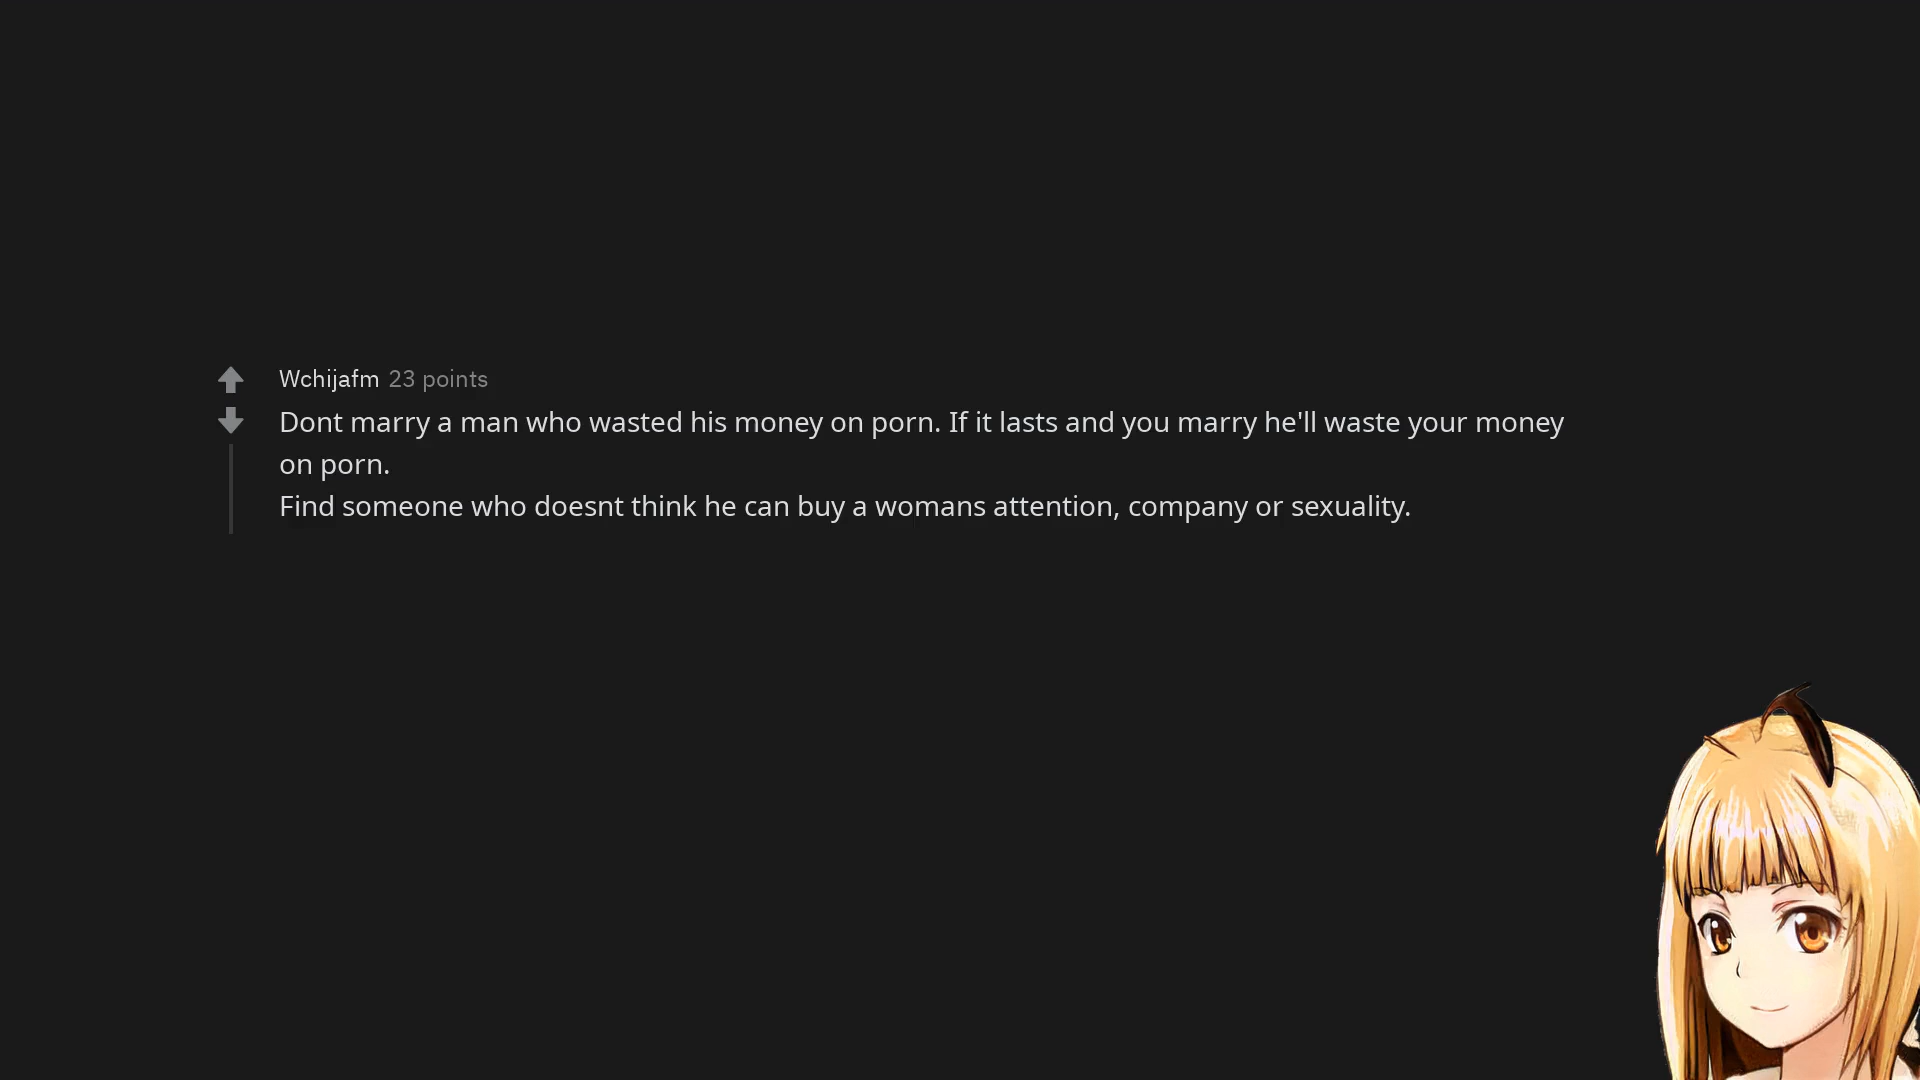 Wchijafm 23 points
Dont marry a man who wasted his money on porn. If it lasts and you marry he'll waste your money
on porn.
Find someone who doesnt think he can buy a womans attention, company or sexuality.